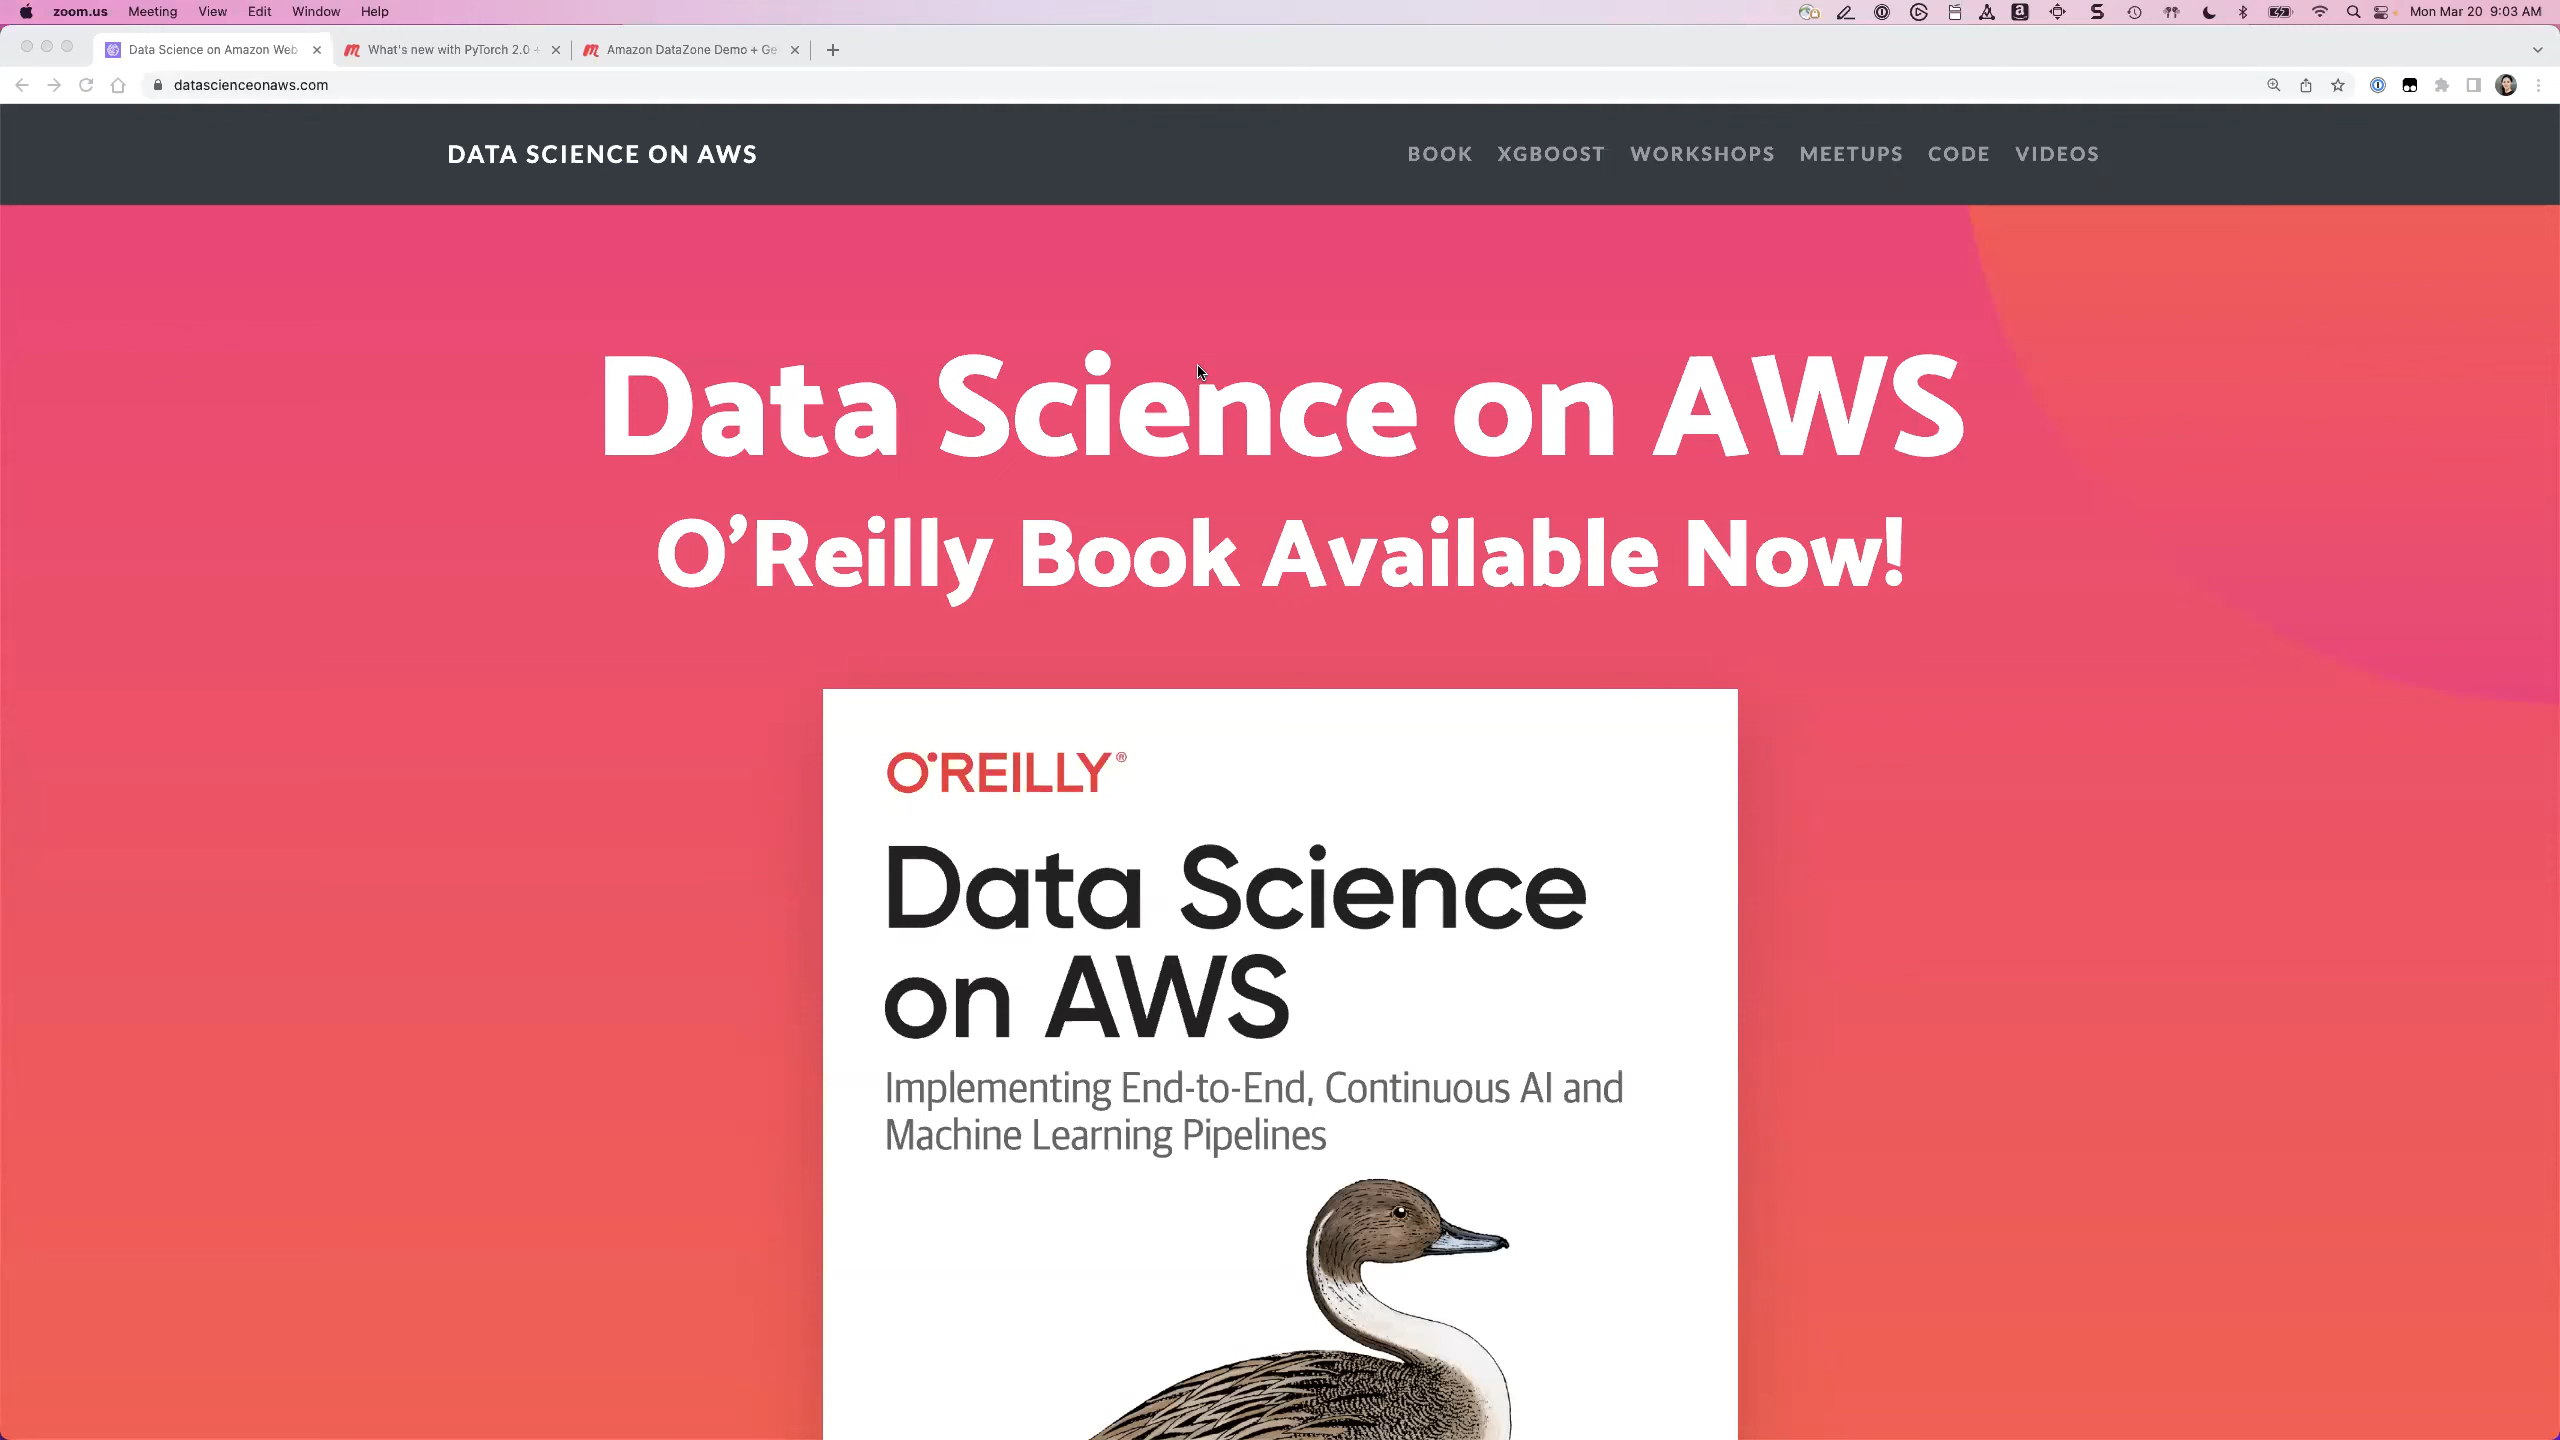 zoom.us Meeting View Edit Window Help
Mon Mar 20 9:03 AM
Data Science on Amazon Web
What's new with PyTorch 2.0 +
Amazon DataZone Demo + Ge
datascienceonaws.com
DATA SCIENCE ON AWS
BOOK XGBOOST WORKSHOPS MEETUPS CODE VIDEOS
Data Science on AWS
O'Reilly Book Available Now!
O'REILLY®
Data Science
on AWS
Implementing End-to-End, Continuous AI and
Machine Learning Pipelines